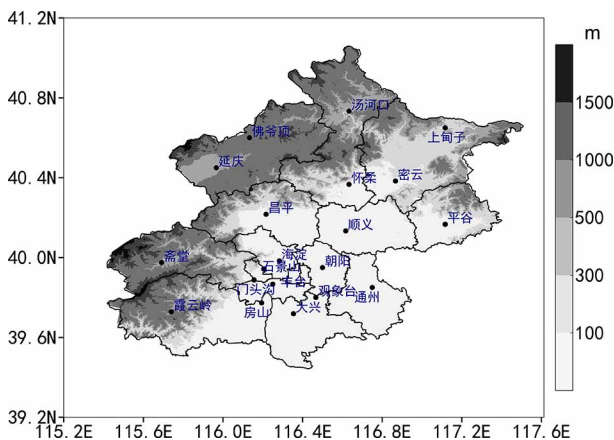 41.2N
m
40.8N
汤河口
1500
佛爷顶
上甸子
延庆
1000
40.4N
怀柔
密云
昌平
顺义
平谷
500
40.0N
斋堂
海淀
朝阳
石景山
300
门头沟
丰台
观象台
通州
霞云岭
房山
大兴
100
39.6N
39.2N
115.2E
115.6E
116.0E
116.4E
116.8E
117.2E
117.6E